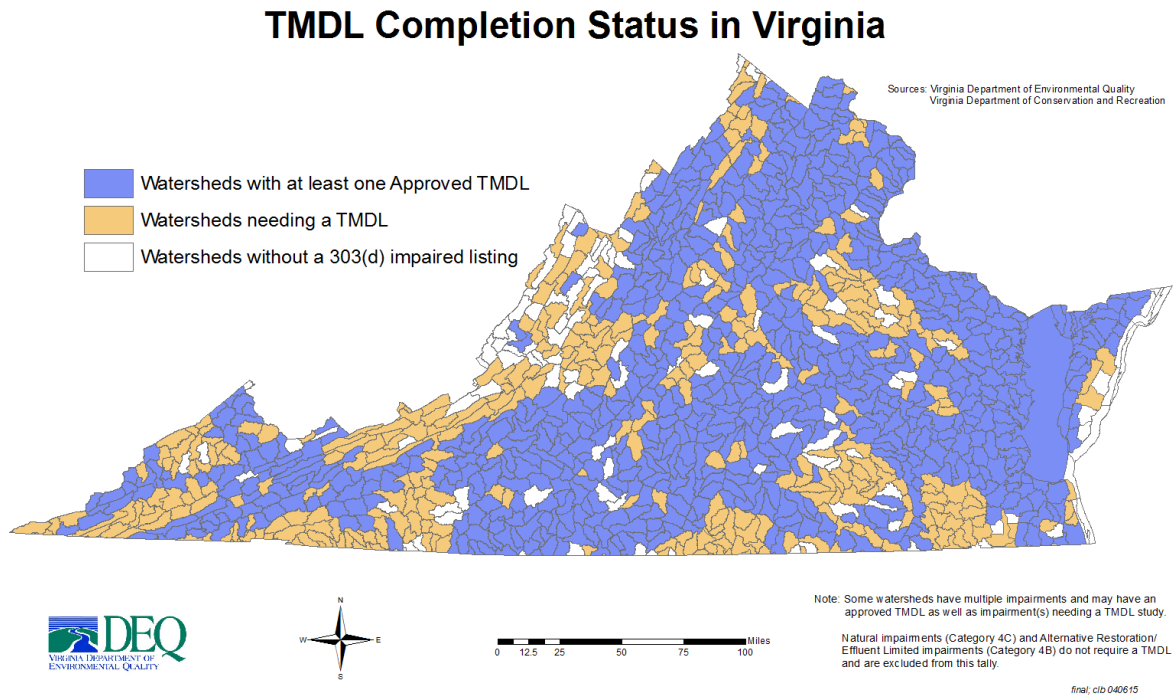 TMDL Completion Status in Virginia
Sources: Virginia Department of Environmental Quality
Virginia Department of Conservation and Recreation
Watersheds with at least one Approved TMDL
Watersheds needing a TMDL
Watersheds without a 303(d) impaired listing
DEQ
VIRGINIA DEPARTMENT OF
ENVIRONMENTAL QUALITY
N
W
E
S
Miles
0 12.5 25 50 75 100
Note: Some watersheds have multiple impairments and may have an
approved TMDL as well as impairment(s) needing a TMDL study.
Natural impairments (Category 4C) and Alternative Restoration/
Effluent Limited impairments (Category 4B) do not require a TMDL
and are excluded from this tally.
final; clb 040615